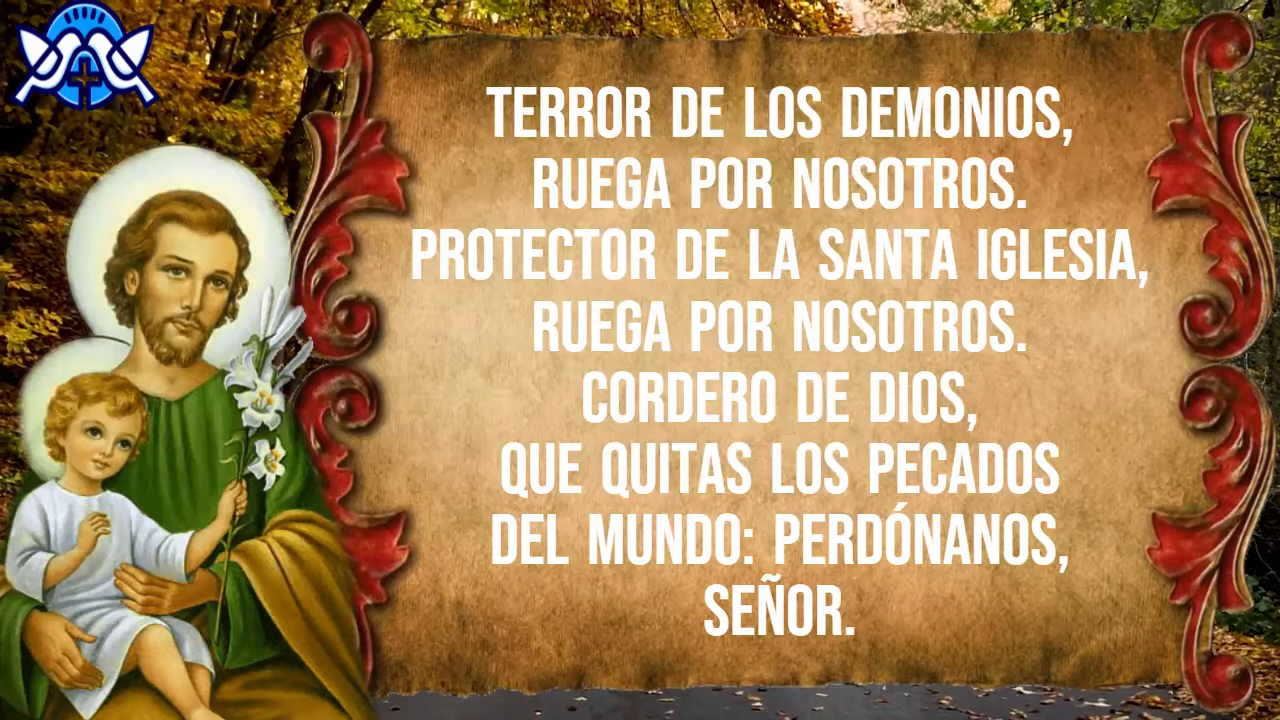 TERROR DE LOS DEMONIOS,
RUEGA POR NOSOTROS.
PROTECTOR DE LA SANTA IGLESIA,
RUEGA POR NOSOTROS.
CORDERO DE DIOS,
QUE QUITAS LOS PECADOS
DEL MUNDO: PERDÓNANOS,
SEÑOR.